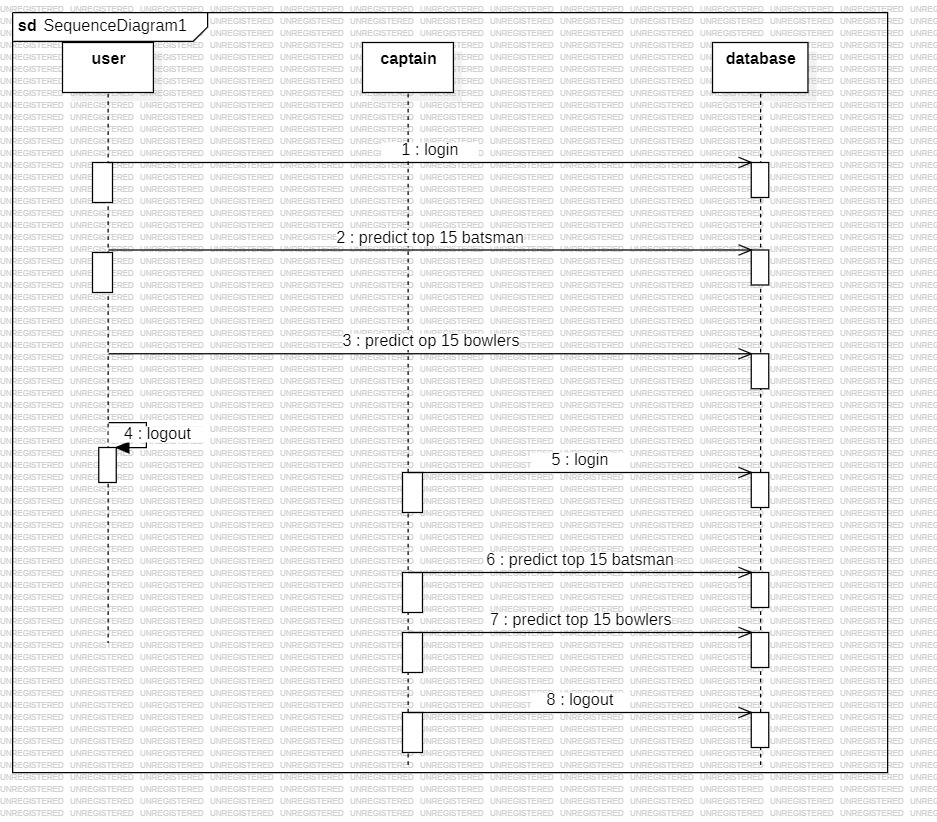 sd SequenceDiagram1
user
captain
database
1 : login
2 : predict top 15 batsman
3 : predict op 15 bowlers
4 : logout
5 : login
6 : predict top 15 batsman
7 : predict top 15 bowlers
8 : logout
UNREGISTERED